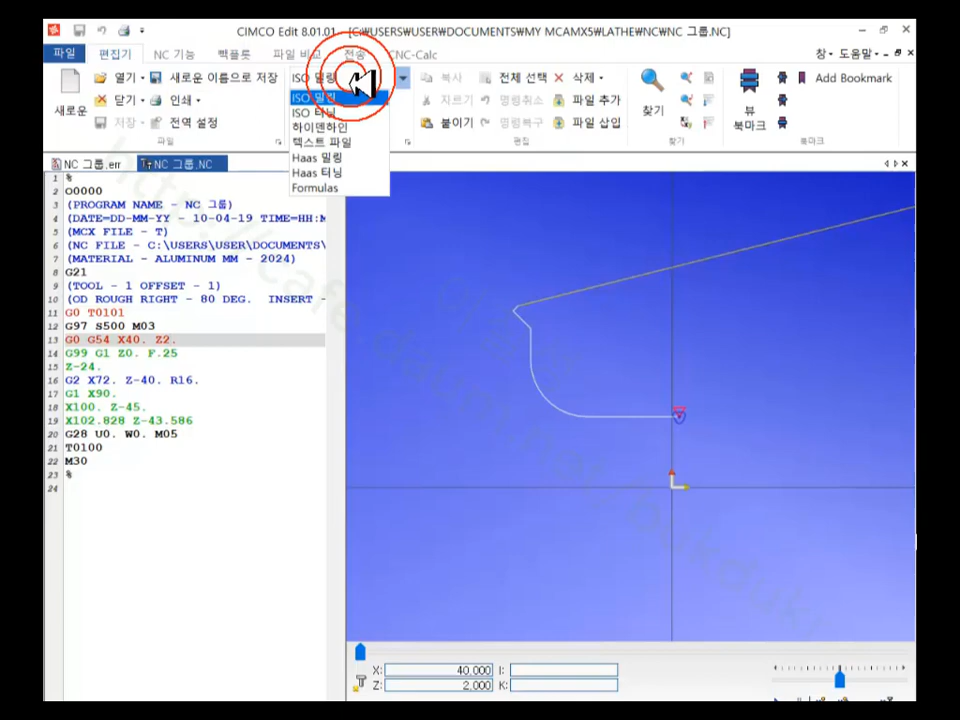 CIMCO Edit 8.01.01 - [C:₩USERS₩USER₩DOCUMENTS₩MY MCAMX5₩LATHE₩NC₩NC 그룹.NC]
파일 편집기 NC 기능 백플롯 파일 비교 전송 CNC-Calc 창 도움말
새로운 열기 새로운 이름으로 저장 ISO 밀링 복사 전체 선택 삭제 찾기 뷰 북마크 Add Bookmark
닫기 인쇄 지르기 명령취소 파일 추가
저장 전역 설정 붙이기 명령복구 파일 삽입
파일 편집 찾기 북마크
ISO 밀링
ISO 터닝
하이덴하인
텍스트 파일
Haas 밀링
Haas 터닝
Formulas
NC 그룹.err NC 그룹.NC
1 %
2 O0000
3 (PROGRAM NAME - NC 그룹)
4 (DATE=DD-MM-YY - 10-04-19 TIME=HH:M
5 (MCX FILE - T)
6 (NC FILE - C:\USERS\USER\DOCUMENTS\
7 (MATERIAL - ALUMINUM MM - 2024)
8 G21
9 (TOOL - 1 OFFSET - 1)
10 (OD ROUGH RIGHT - 80 DEG. INSERT -
11 G0 T0101
12 G97 S500 M03
13 G0 G54 X40. Z2.
14 G99 G1 Z0. F.25
15 Z-24.
16 G2 X72. Z-40. R16.
17 G1 X90.
18 X100. Z-45.
19 X102.828 Z-43.586
20 G28 U0. W0. M05
21 T0100
22 M30
23 %
24
X: 40,000 I:
Z: 2,000 K: